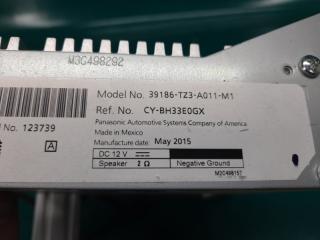 M3C498292
Model No. 39186-TZ3-A011-M1
Ref. No. CY-BH33E0GX
Panasonic Automotive Systems Company of America
No. 123739
Made in Mexico
Manufacture date: May 2015
A
DC 12 V
Negative Ground
Speaker 2 Ω
M2C498157